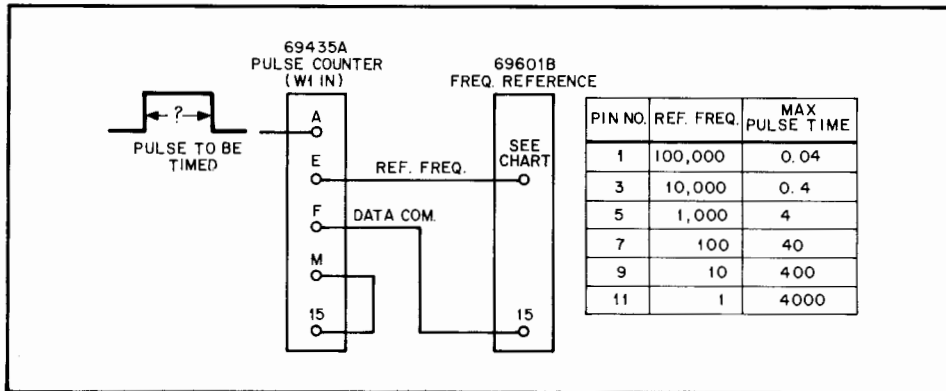 69435A
PULSE COUNTER
(W1 IN)
69601B
FREQ. REFERENCE
?
PULSE TO BE
TIMED
A
E
F
M
15
REF. FREQ.
DATA COM.
SEE
CHART
15
PIN NO. REF. FREQ. MAX PULSE TIME
1 100,000 0.04
3 10,000 0.4
5 1,000 4
7 100 40
9 10 400
11 1 4000